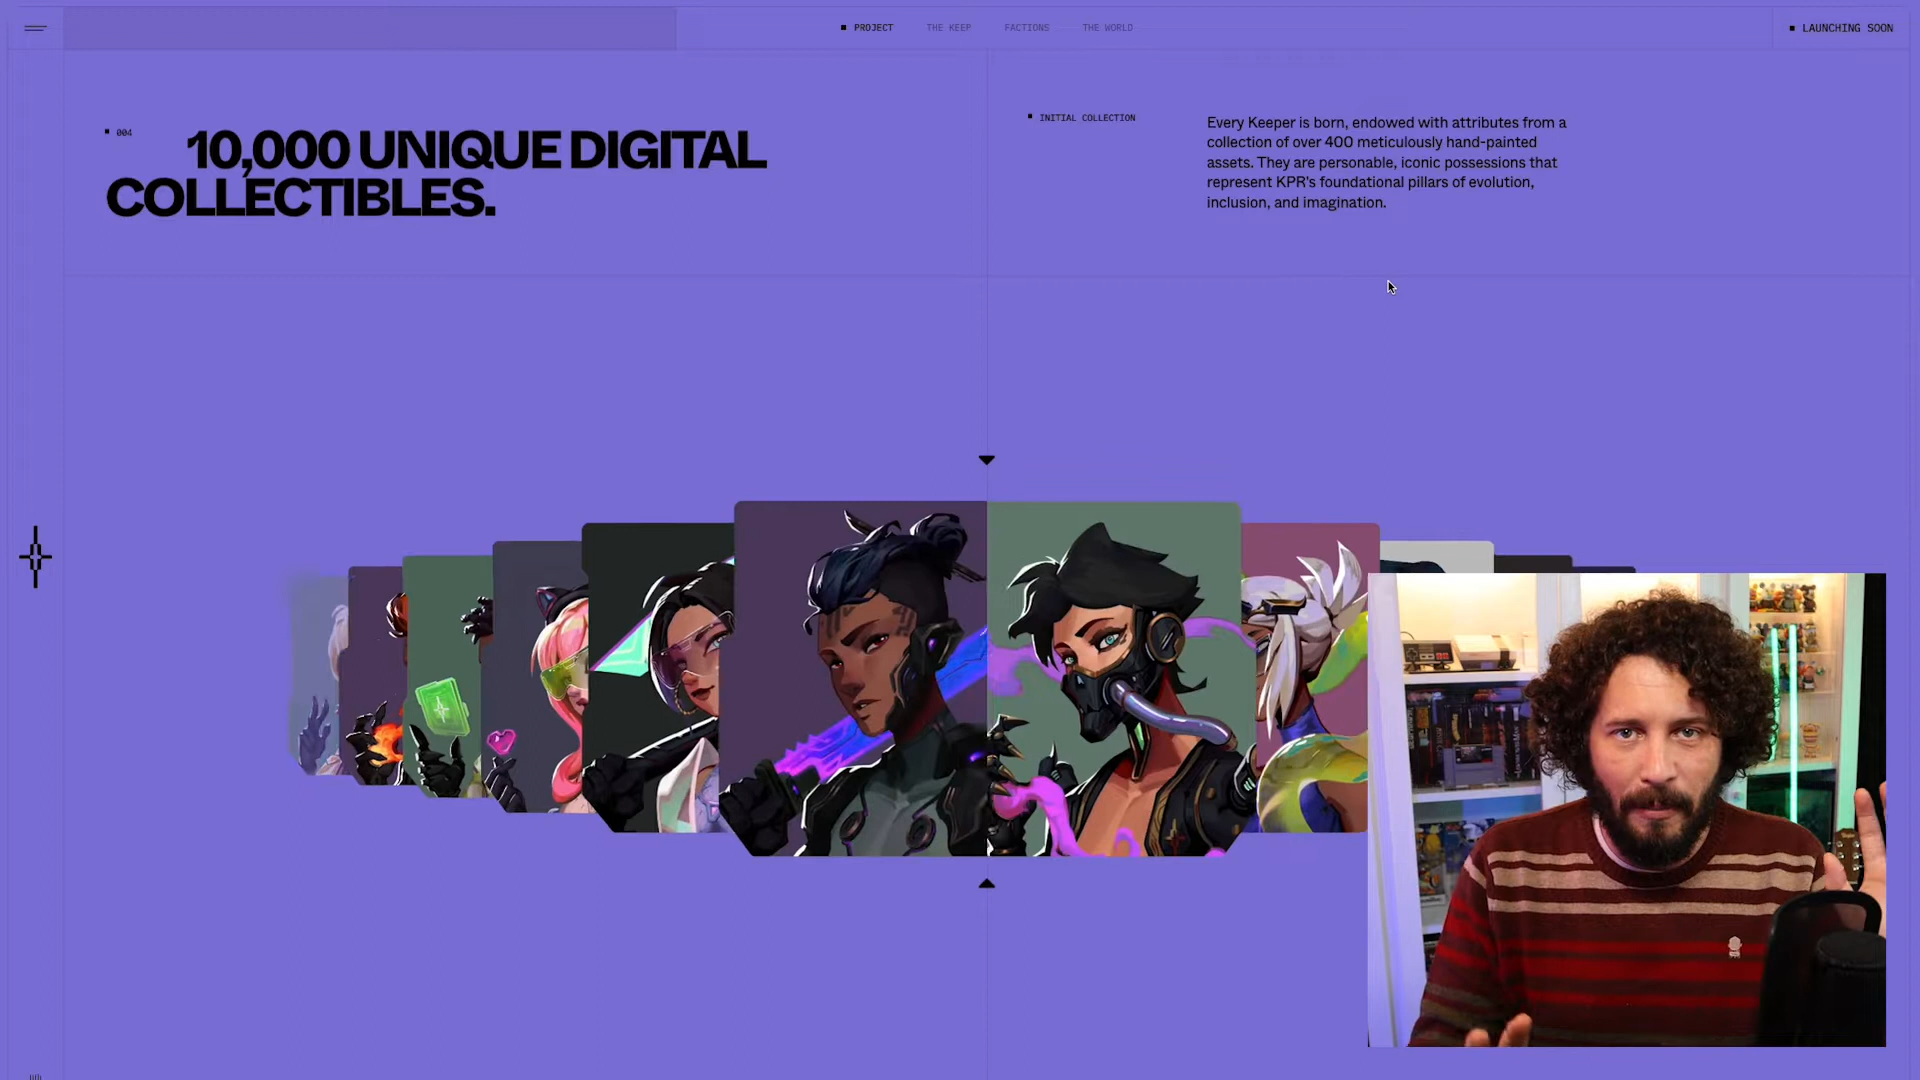 PROJECT
THE KEEP
FACTIONS
THE WORLD
LAUNCHING SOON
004
10,000 UNIQUE DIGITAL
COLLECTIBLES.
INITIAL COLLECTION
Every Keeper is born, endowed with attributes from a
collection of over 400 meticulously hand-painted
assets. They are personable, iconic possessions that
represent KPR's foundational pillars of evolution,
inclusion, and imagination.